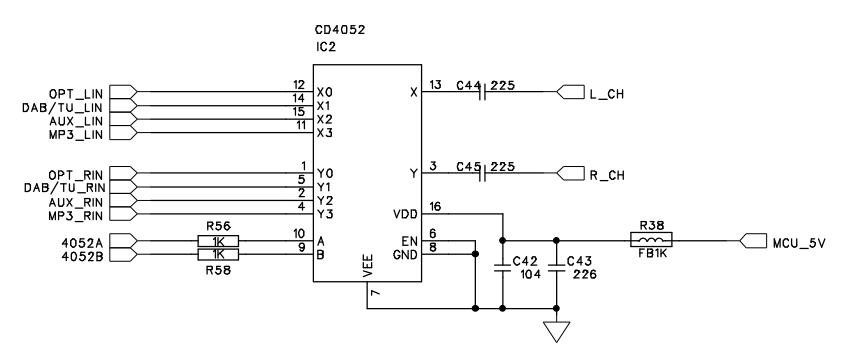 CD4052
IC2
OPT_LIN 12 X0 X 13 C44 225 L_CH
DAB/TU_LIN 14 X1
AUX_LIN 15 X2
MP3_LIN 11 X3
OPT_RIN 1 Y0 Y 3 C45 225 R_CH
DAB/TU_RIN 5 Y1
AUX_RIN 2 Y2
MP3_RIN 4 Y3 VDD 16
R56 R38
4052A 1K 10 A EN 6 MCU_5V
4052B 1K 9 B GND 8 FB1K
R58 VEE C42 C43
104 226
7